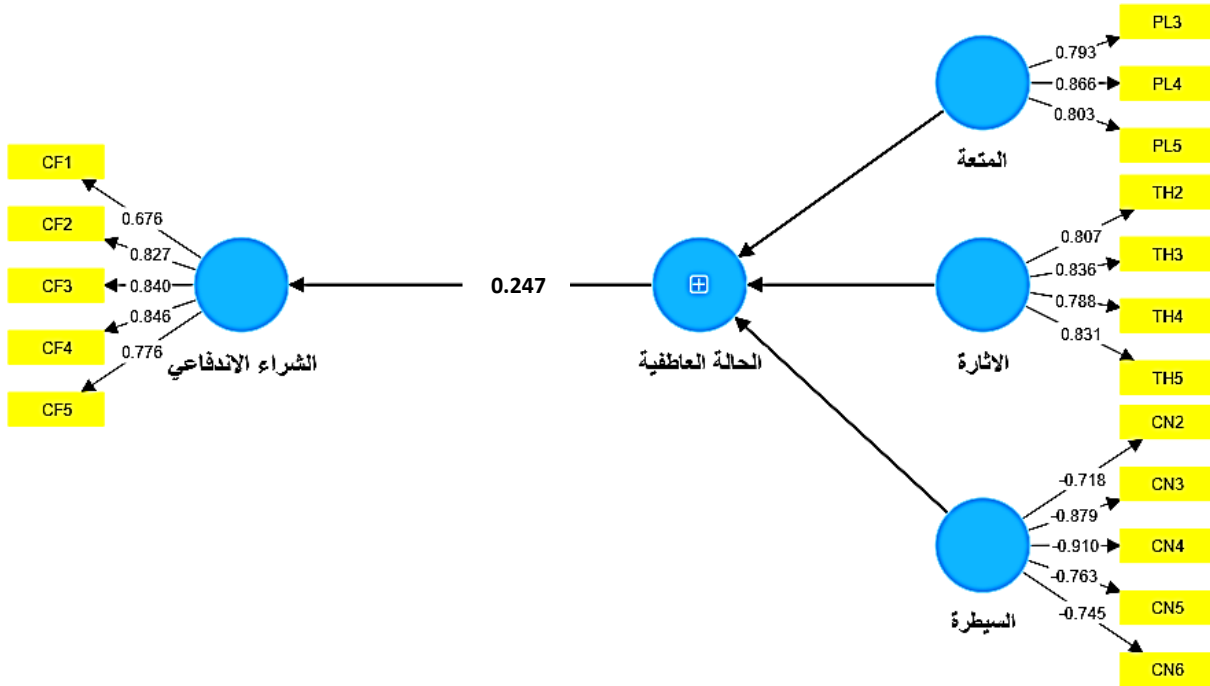 PL3
0.793
PL4
0.866
0.803
PL5
المتعة
CF1
0.676
CF2
0.827
CF3
0.840
CF4
0.846
CF5
0.776
الشراء الاندفاعي
0.247
الحالة العاطفية
TH2
0.807
TH3
0.836
TH4
0.788
TH5
0.831
الاثارة
CN2
-0.718
CN3
-0.879
CN4
-0.910
CN5
-0.763
CN6
-0.745
السيطرة